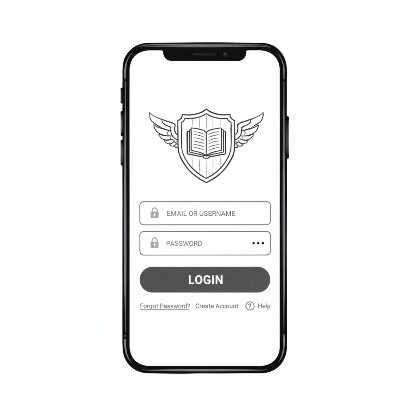 EMAIL OR USERNAME
PASSWORD
LOGIN
Forgot Password? Create Account ? Help